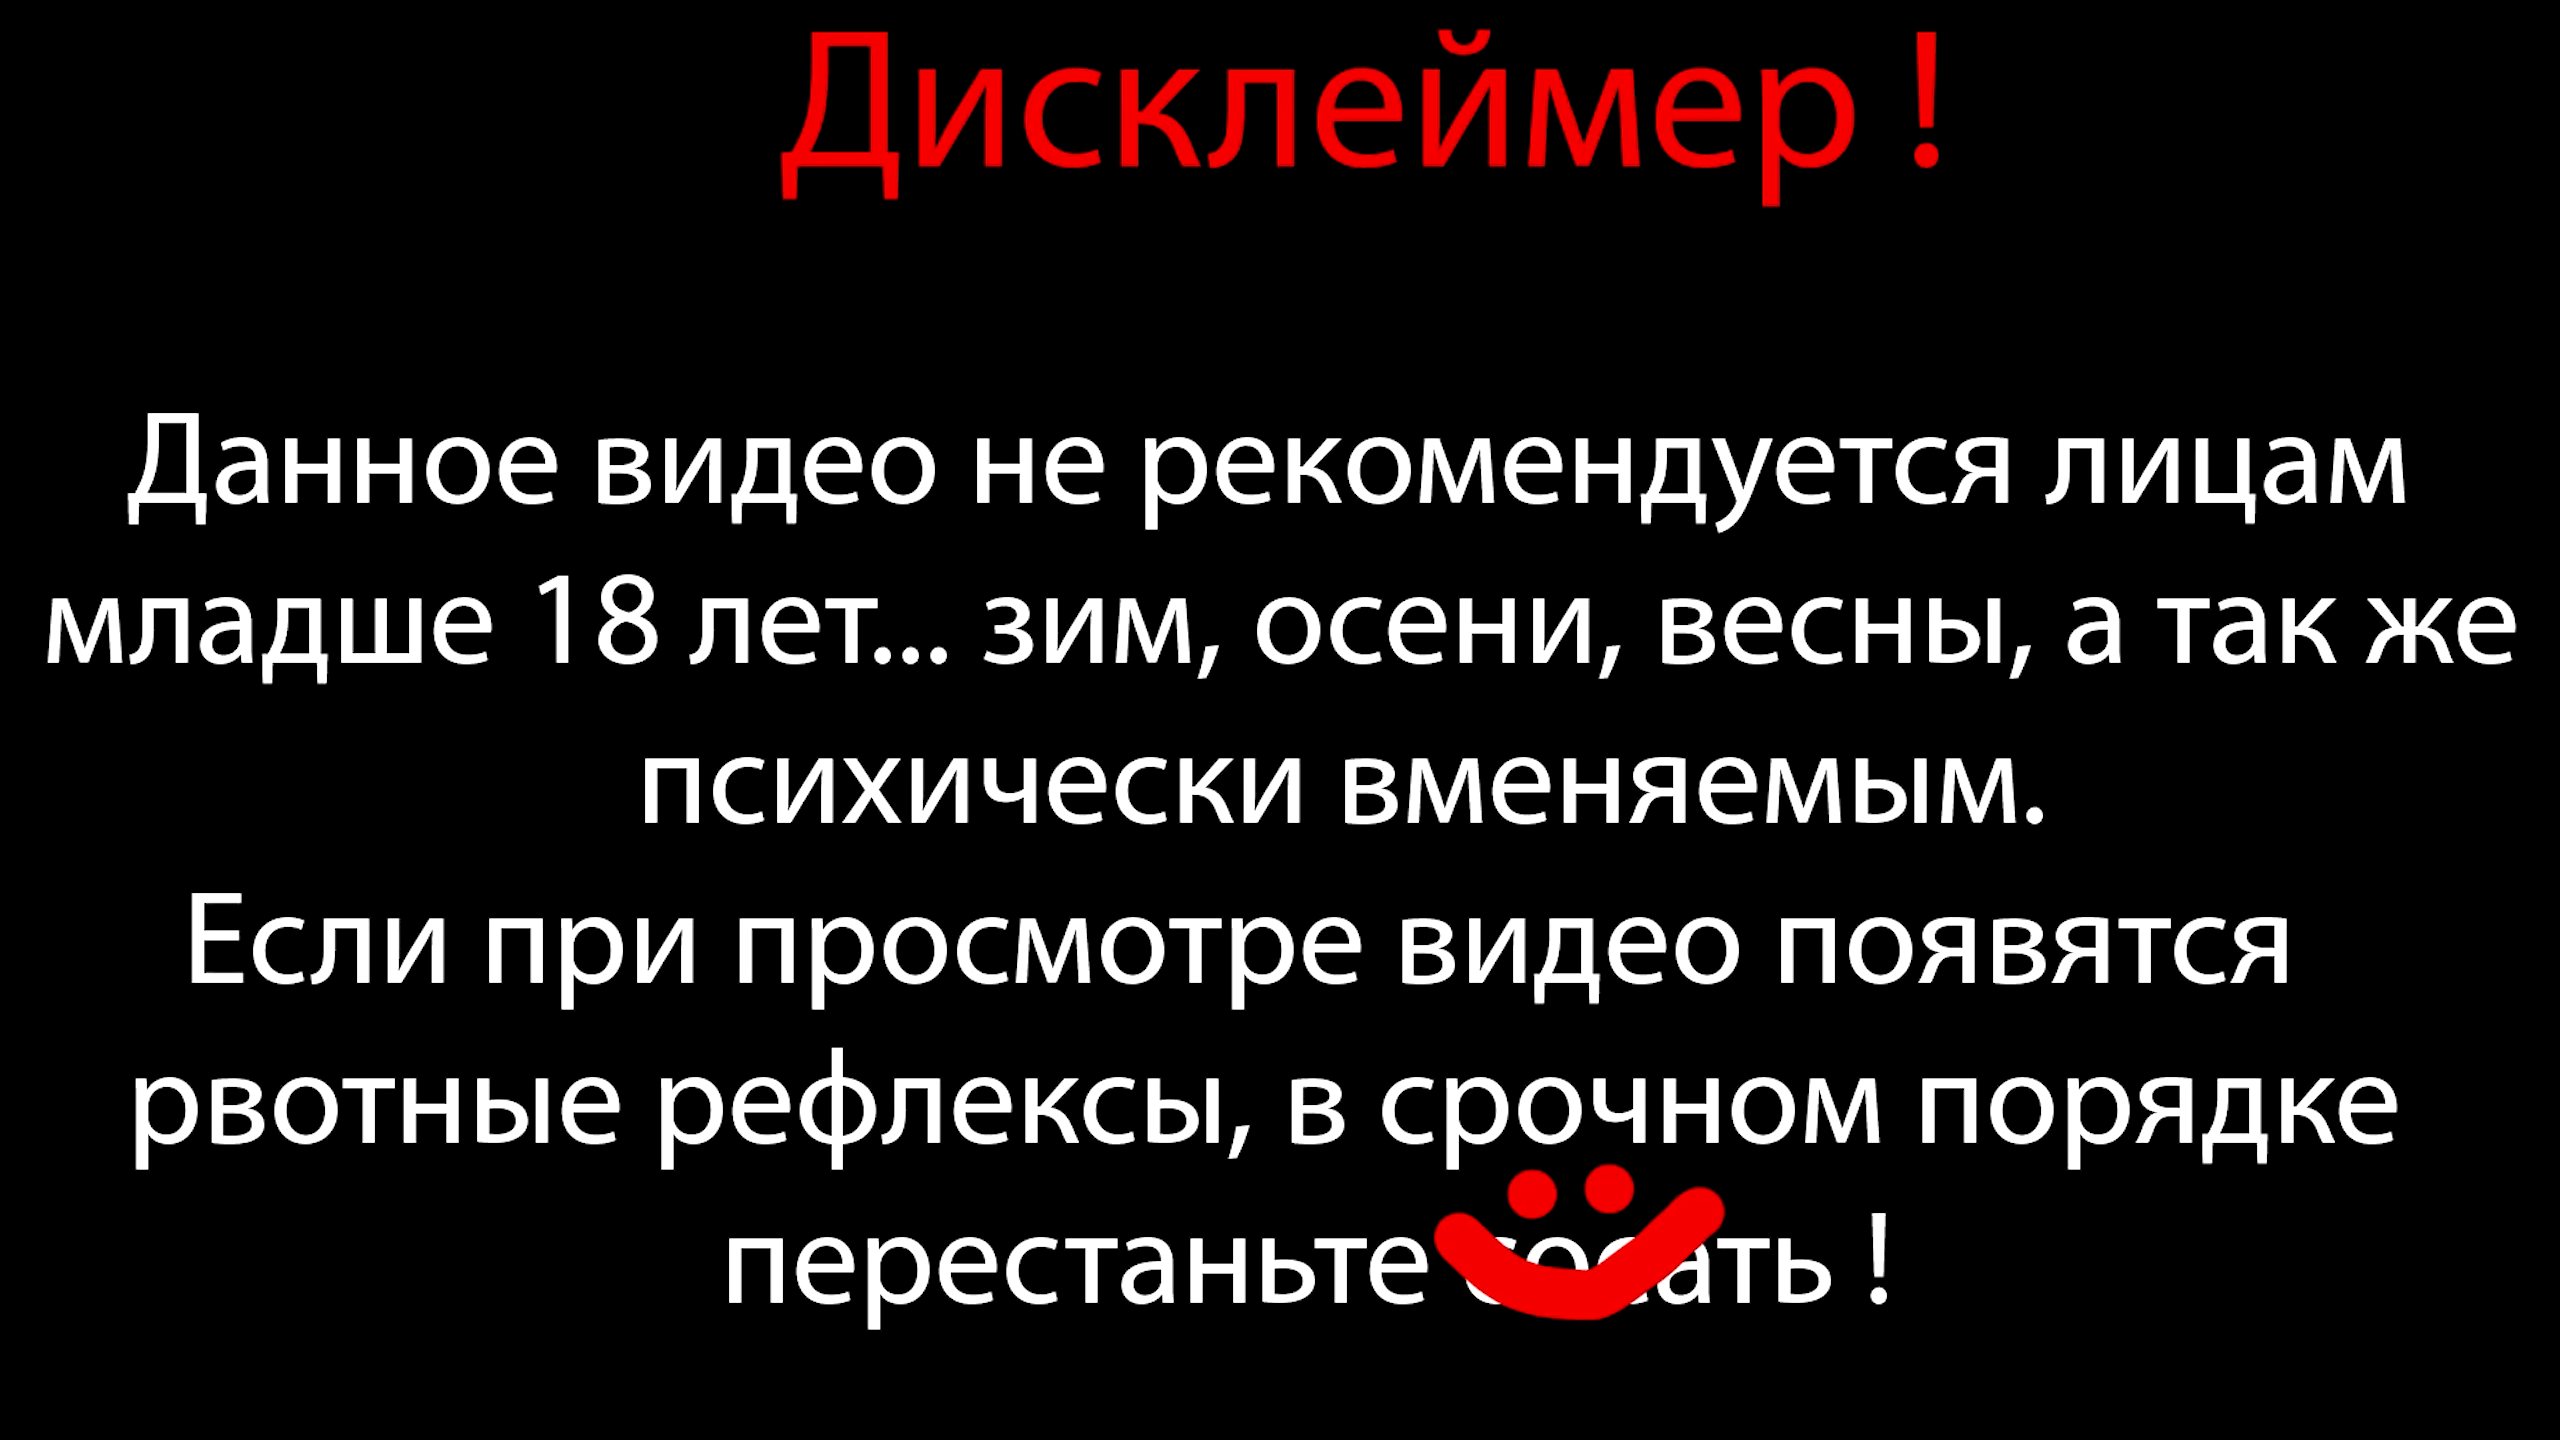 Дисклеймер !
Данное видео не рекомендуется лицам
младше 18 лет... зим, осени, весны, а так же
психически вменяемым.
Если при просмотре видео появятся
рвотные рефлексы, в срочном порядке
перестаньте сосать !